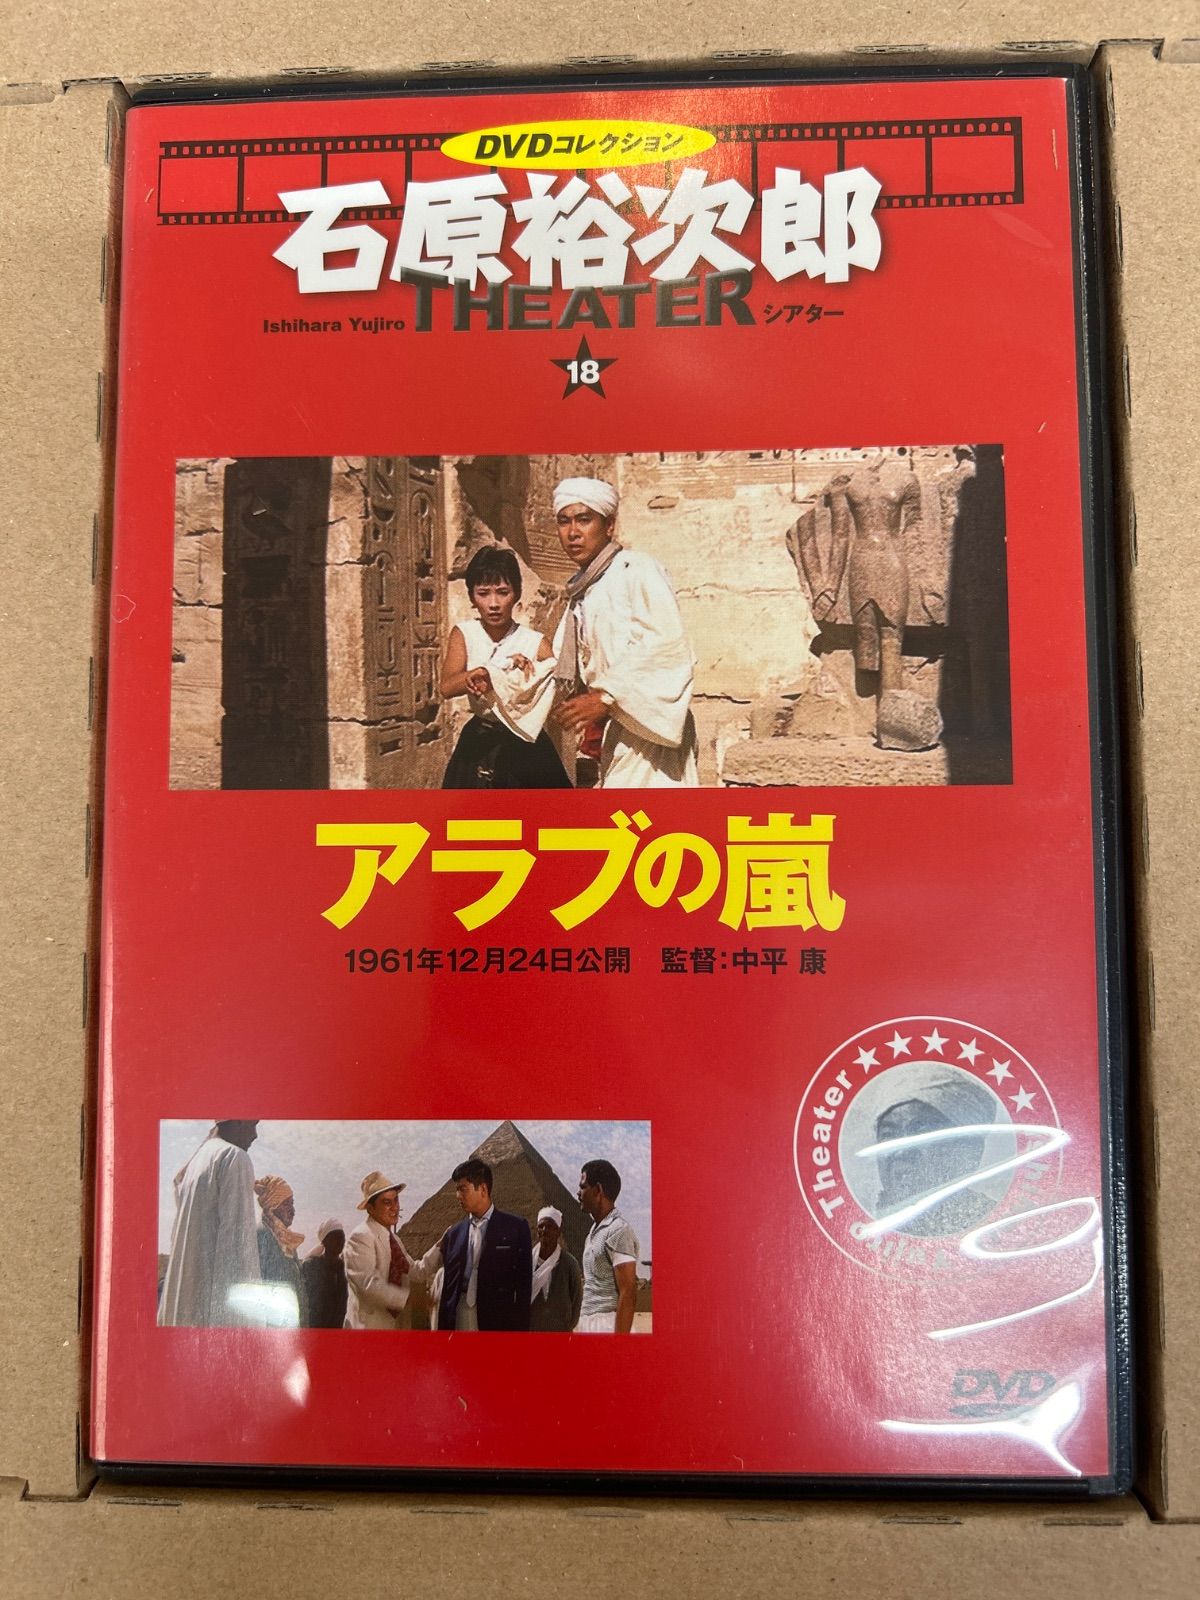 DVDコレクション
石原裕次郎
THEATER
Ishihara Yujiro
シアター
18
アラブの嵐
1961年12月24日公開 監督:中平 康
Theater
DVD